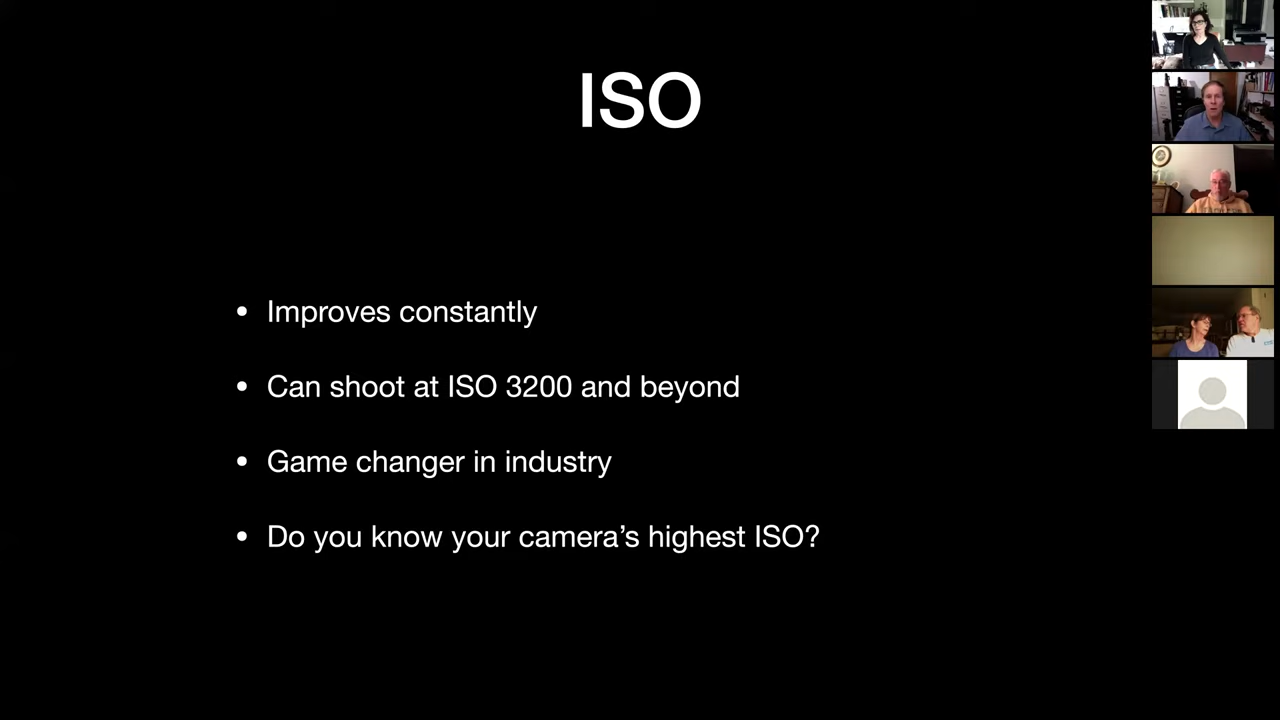 ISO
• Improves constantly
• Can shoot at ISO 3200 and beyond
• Game changer in industry
• Do you know your camera’s highest ISO?